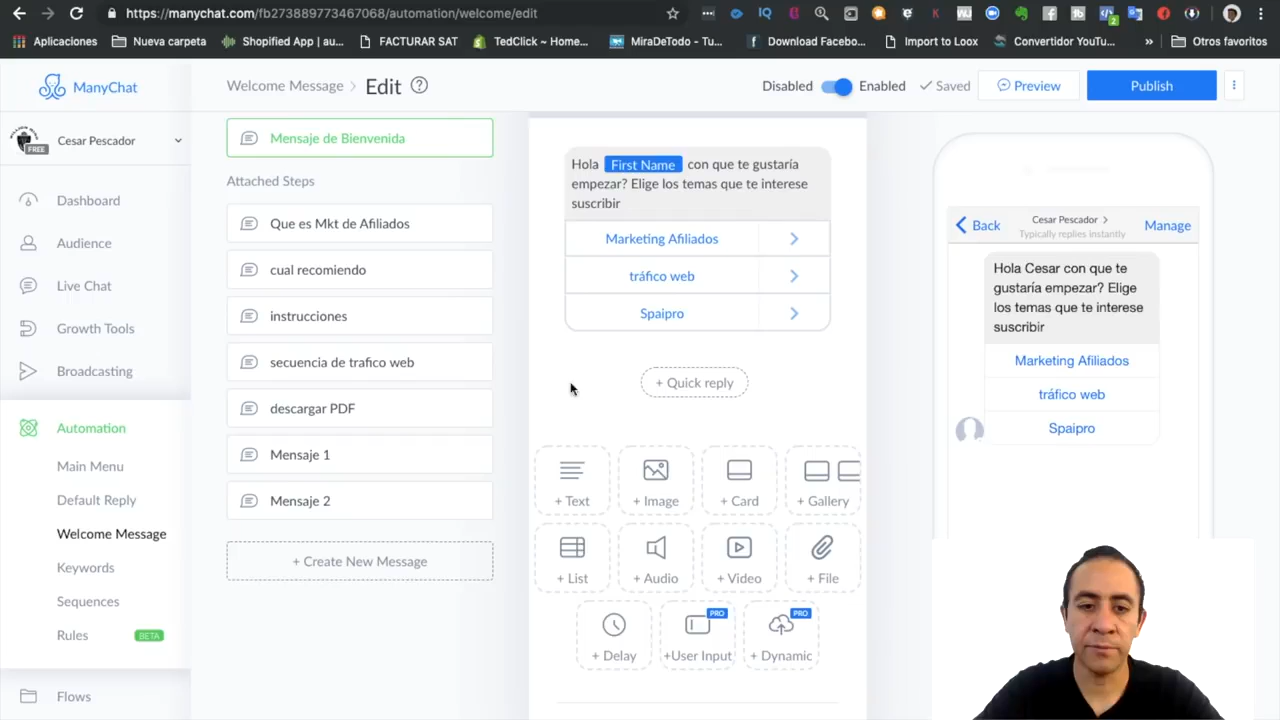 https://manychat.com/fb273889773467068/automation/welcome/edit
Aplicaciones
Nueva carpeta
Shopified App | au...
FACTURAR SAT
TedClick ~ Home...
MiraDeTodo - Tu...
Download Facebo...
Import to Loox
Convertidor YouTu...
»
Otros favoritos
ManyChat
Welcome Message > Edit
Disabled
Enabled
Saved
Preview
Publish
FREE
Cesar Pescador
Dashboard
Audience
Live Chat
Growth Tools
Broadcasting
Automation
Main Menu
Default Reply
Welcome Message
Keywords
Sequences
Rules BETA
Flows
Mensaje de Bienvenida
Attached Steps
Que es Mkt de Afiliados
cual recomiendo
instrucciones
secuencia de trafico web
descargar PDF
Mensaje 1
Mensaje 2
+ Create New Message
Hola First Name con que te gustaría
empezar? Elige los temas que te interese
suscribir
Marketing Afiliados
tráfico web
Spaipro
+ Quick reply
+ Text
+ Image
+ Card
+ Gallery
+ List
+ Audio
+ Video
+ File
+ Delay
PRO
+User Input
PRO
+ Dynamic
Back
Cesar Pescador >
Typically replies instantly
Manage
Hola Cesar con que te
gustaría empezar? Elige
los temas que te interese
suscribir
Marketing Afiliados
tráfico web
Spaipro